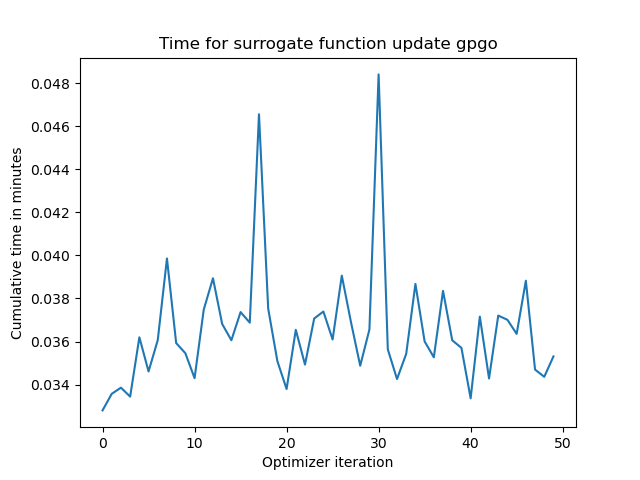 Time for surrogate function update gpgo
Cumulative time in minutes
0.048
0.046
0.044
0.042
0.040
0.038
0.036
0.034
0 10 20 30 40 50
Optimizer iteration